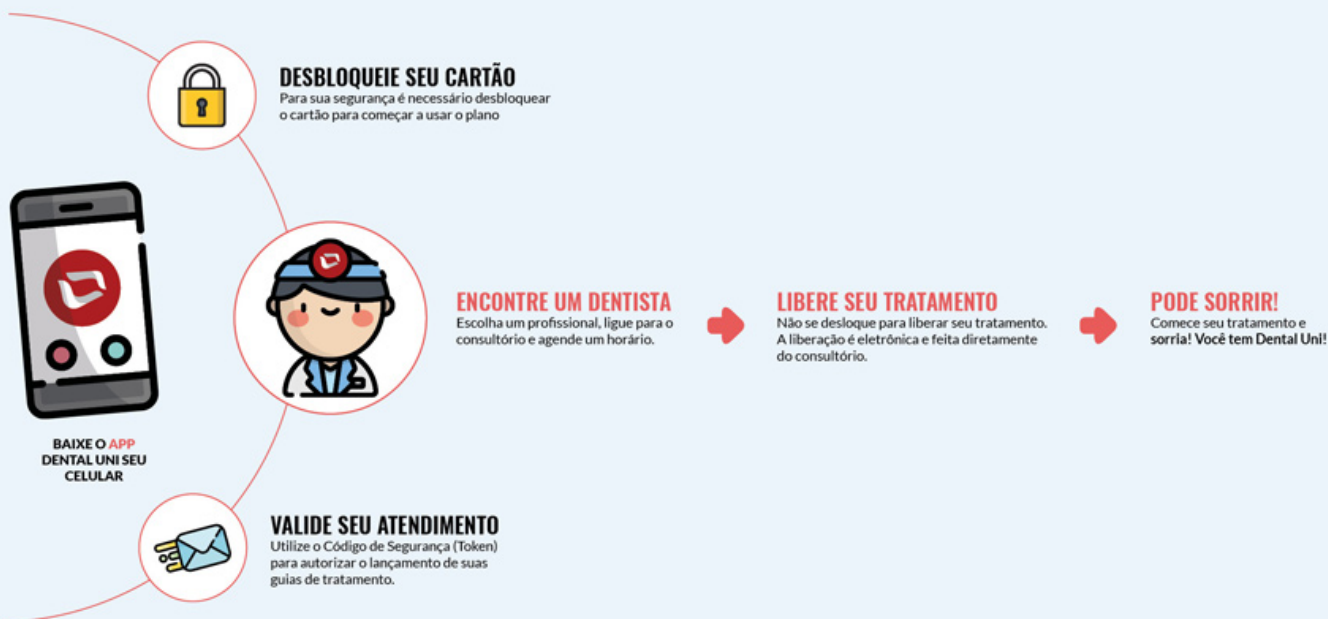 DESBLOQUEIE SEU CARTÃO
Para sua segurança é necessário desbloquear
o cartão para começar a usar o plano
BAIXE O APP
DENTAL UNI SEU
CELULAR
ENCONTRE UM DENTISTA
Escolha um profissional, ligue para o
consultório e agende um horário.
LIBERE SEU TRATAMENTO
Não se desloque para liberar seu tratamento.
A liberação é eletrônica e feita diretamente
do consultório.
PODE SORRIR!
Comece seu tratamento e
sorria! Você tem Dental Uni!
VALIDE SEU ATENDIMENTO
Utilize o Código de Segurança (Token)
para autorizar o lançamento de suas
guias de tratamento.